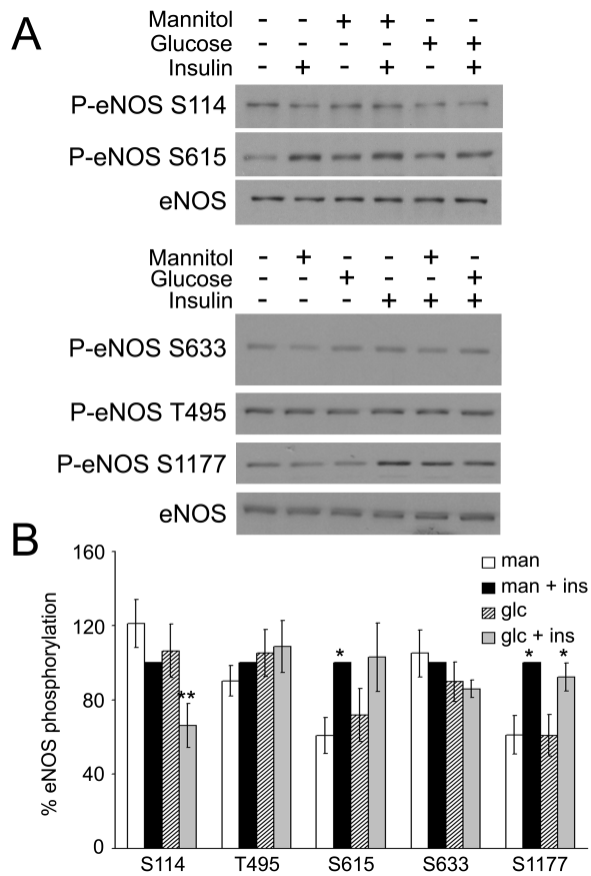 A
Mannitol - - + + - -
Glucose - - - - + +
Insulin - + - + - +
P-eNOS S114
P-eNOS S615
eNOS
Mannitol - + - - + -
Glucose - - + - - +
Insulin - - - + + +
P-eNOS S633
P-eNOS T495
P-eNOS S1177
eNOS
B
% eNOS phosphorylation
160
120
80
40
0
man
man + ins
glc
glc + ins
**
*
* *
S114 T495 S615 S633 S1177